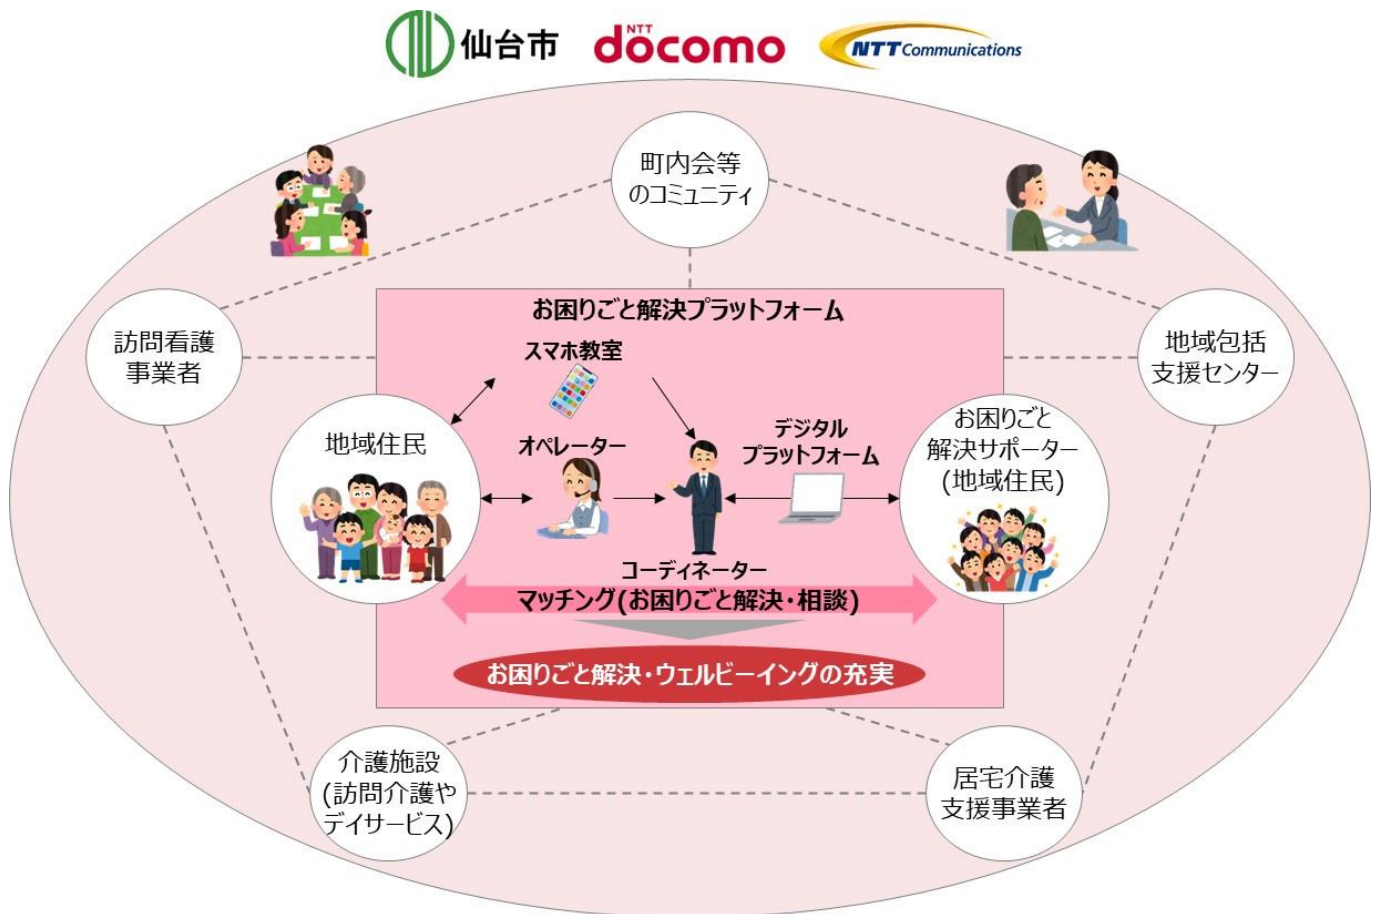 仙台市
NTT
döcomo
NTT Communications
町内会等
のコミュニティ
訪問看護
事業者
地域包括
支援センター
お困りごと解決プラットフォーム
スマホ教室
地域住民
オペレーター
デジタル
プラットフォーム
お困りごと
解決サポーター
(地域住民)
コーディネーター
マッチング(お困りごと解決・相談)
お困りごと解決・ウェルビーイングの充実
介護施設
(訪問介護や
デイサービス)
居宅介護
支援事業者